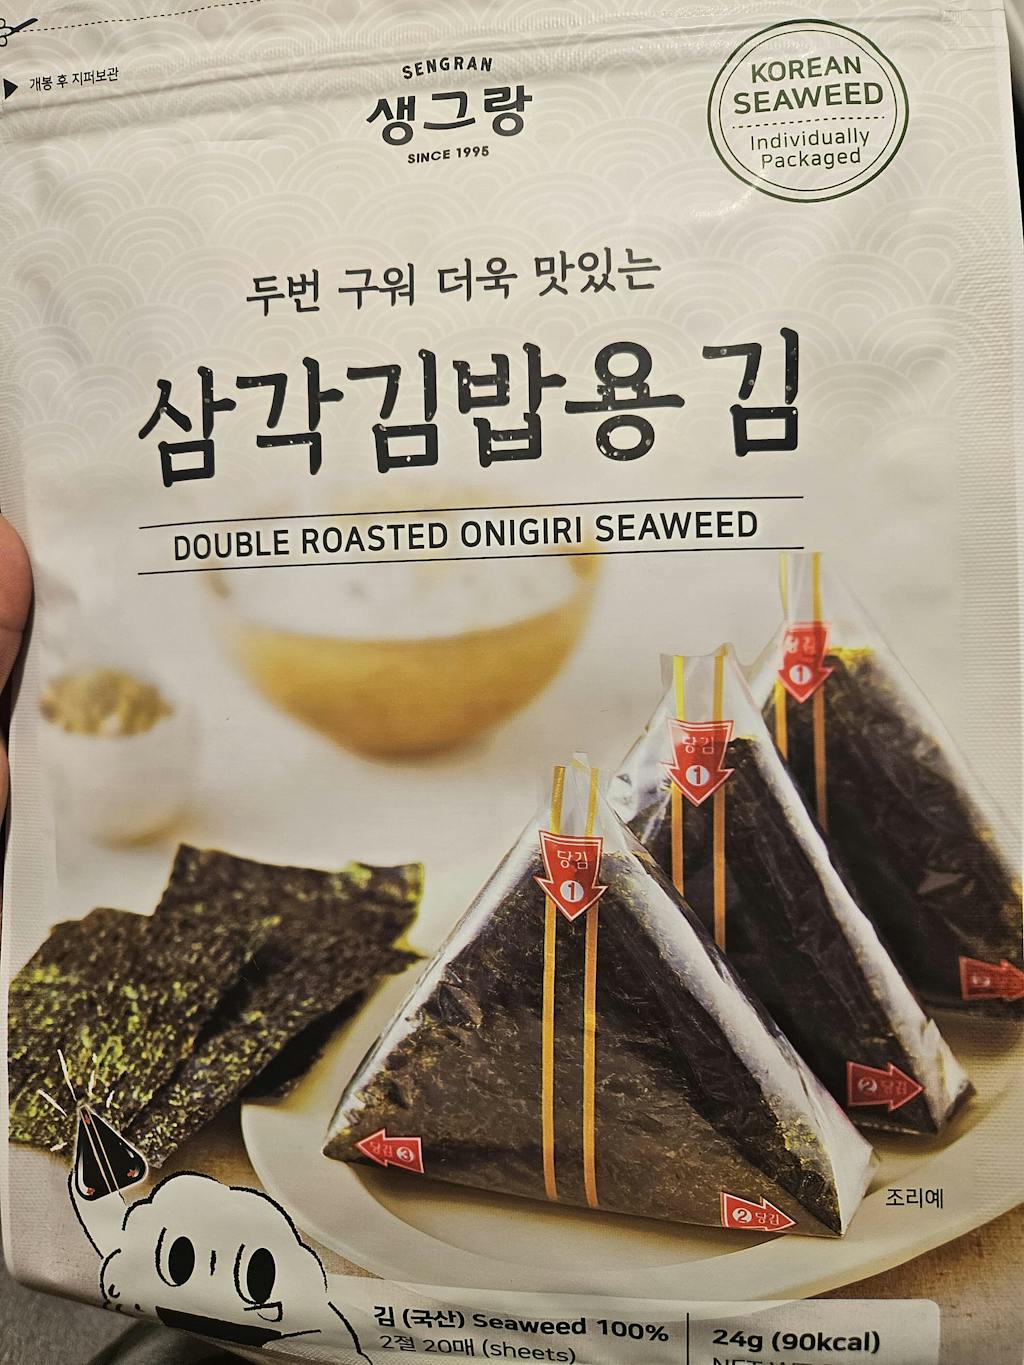 개봉 후 지퍼보관
SENGRAN
생그랑
SINCE 1995
KOREAN
SEAWEED
Individually
Packaged
두번 구워 더욱 맛있는
삼각김밥용 김
DOUBLE ROASTED ONIGIRI SEAWEED
당김
1
당김
1
당김
1
당김 3
2 당김
2 당김
조리예
김 (국산) Seaweed 100%
2절 20매 (sheets)
24g (90kcal)